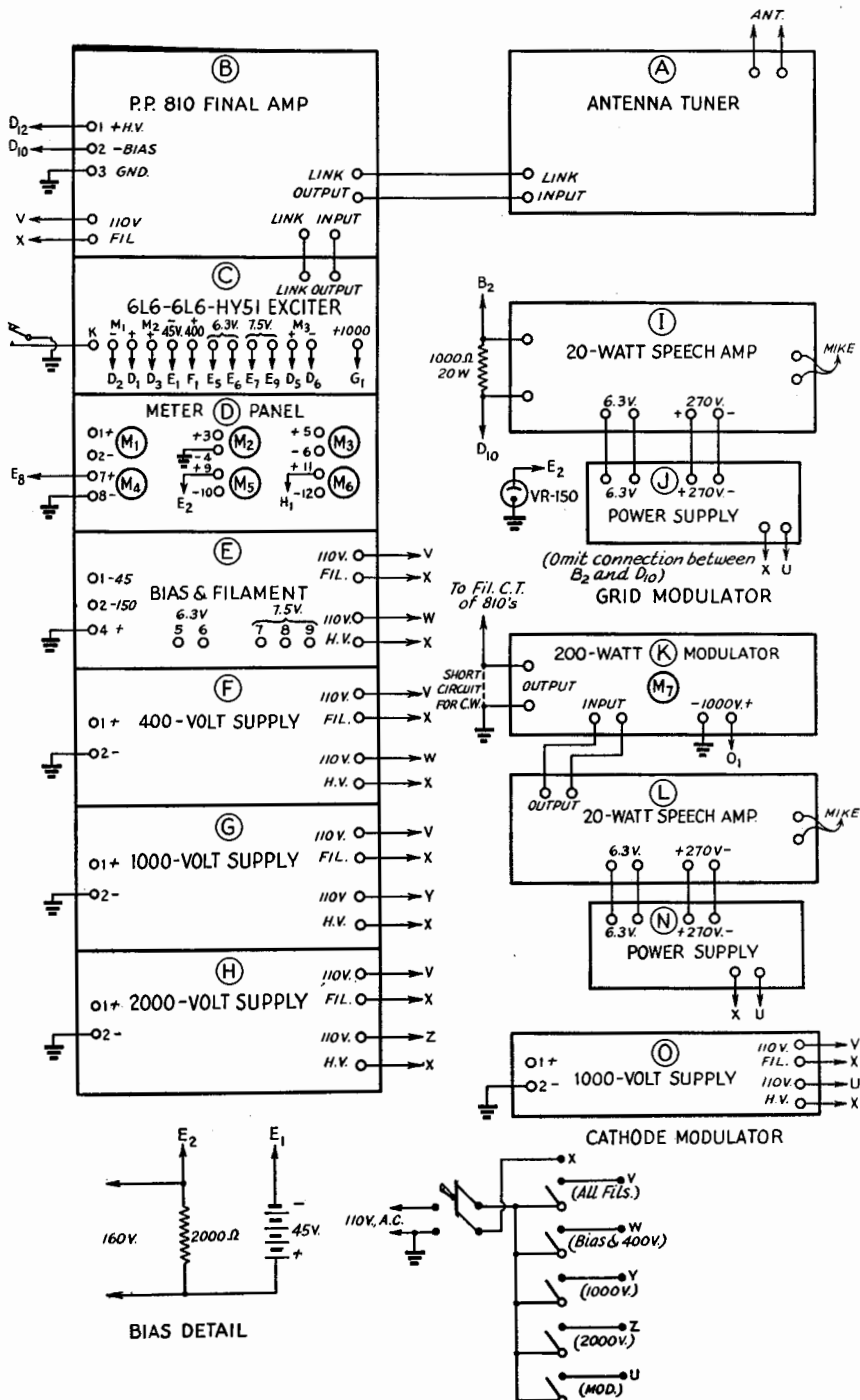 B
P.P. 810 FINAL AMP
D12
1 +H.V.
D10
2 -BIAS
3 GND.
V
110V
X
FIL
LINK
OUTPUT
LINK INPUT
ANT.
A
ANTENNA TUNER
LINK
INPUT
C
LINK OUTPUT
6L6-6L6-HY51 EXCITER
K
M1 M2 - + 6.3V. 7.5V. M3 +1000
- + + 45V. 400 + -
D2 D1 D3 E1 F1 E5 E6 E7 E9 D5 D6 G1
METER D PANEL
1+ M1 +3 M2 +5 M3
2- -4 -6
E8 7+ M4 +9 M5 +11 M6
8- E2 -10 H1 -12
E
BIAS & FILAMENT
1-45
2-150
4+
6.3V 7.5V.
5 6 7 8 9
110V. V
FIL. X
110V. W
H.V. X
F
400-VOLT SUPPLY
1+
2-
110V. V
FIL. X
110V. W
H.V. X
G
1000-VOLT SUPPLY
1+
2-
110V. V
FIL. X
110V Y
H.V. X
H
2000-VOLT SUPPLY
1+
2-
110V. V
FIL. X
110V. Z
H.V. X
B2
1000Ω
20W
D10
I
20-WATT SPEECH AMP
MIKE
6.3V. 270V.
+ -
E2
VR-150
J
6.3V +270V.-
POWER SUPPLY
X U
(Omit connection between
B2 and D10)
GRID MODULATOR
To Fil. C.T.
of 810's
SHORT
CIRCUIT
FOR C.W.
200-WATT K MODULATOR
OUTPUT
M7
INPUT
-1000V.+
O1
L
OUTPUT
20-WATT SPEECH AMP.
MIKE
6.3V. +270V-
N
6.3V. +270V.-
POWER SUPPLY
X U
O
1+
2-
1000-VOLT SUPPLY
110V. V
FIL. X
110V. U
H.V. X
CATHODE MODULATOR
E2
E1
160V.
2000Ω
-
45V.
+
BIAS DETAIL
110V, A.C.
X
V
(All Fils.)
W
(Bias & 400V.)
Y
(1000V.)
Z
(2000V.)
U
(MOD.)